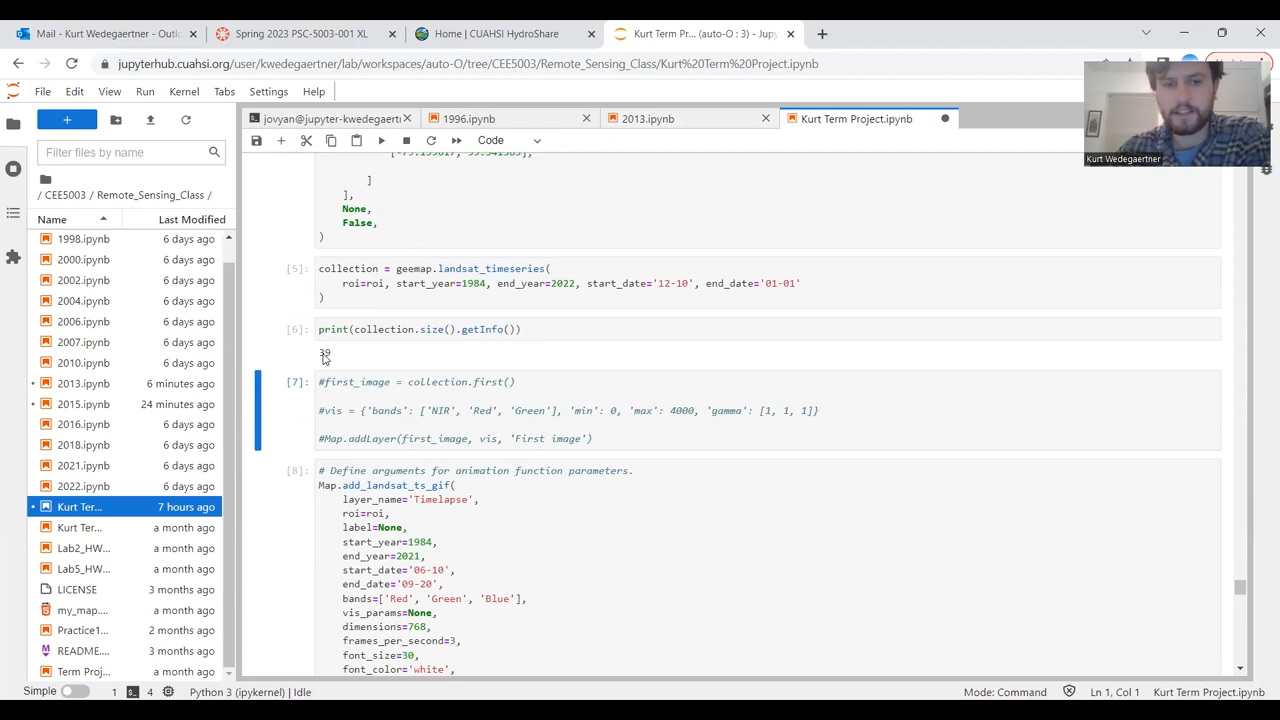 Mail - Kurt Wedegaertner - Outlo
Spring 2023 PSC-5003-001 XL
Home | CUAHSI HydroShare
Kurt Term Pr... (auto-O : 3) - Jupy
jupyterhub.cuahsi.org/user/kwedegaertner/lab/workspaces/auto-O/tree/CEE5003/Remote_Sensing_Class/Kurt%20Term%20Project.ipynb
File Edit View Run Kernel Tabs Settings Help
jovyan@jupyter-kwedegaertn
1996.ipynb
2013.ipynb
Kurt Term Project.ipynb
Code
Kurt Wedegaertner
Filter files by name
/ CEE5003 / Remote_Sensing_Class /
Name Last Modified
1998.ipynb 6 days ago
2000.ipynb 6 days ago
2002.ipynb 6 days ago
2004.ipynb 6 days ago
2006.ipynb 6 days ago
2007.ipynb 6 days ago
2010.ipynb 6 days ago
2013.ipynb 6 minutes ago
2015.ipynb 24 minutes ago
2016.ipynb 6 days ago
2018.ipynb 6 days ago
2021.ipynb 6 days ago
2022.ipynb 6 days ago
Kurt Ter... 7 hours ago
Kurt Ter... a month ago
Lab2_HW... a month ago
Lab5_HW... a month ago
LICENSE 3 months ago
my_map.... a month ago
Practice1... 2 months ago
README.... 3 months ago
Term Proj... a month ago
]
],
None,
False,
)
[5]: collection = geemap.landsat_timeseries(
roi=roi, start_year=1984, end_year=2022, start_date='12-10', end_date='01-01'
)
[6]: print(collection.size().getInfo())
39
[7]: #first_image = collection.first()
#vis = {'bands': ['NIR', 'Red', 'Green'], 'min': 0, 'max': 4000, 'gamma': [1, 1, 1]}
#Map.addLayer(first_image, vis, 'First image')
[8]: # Define arguments for animation function parameters.
Map.add_landsat_ts_gif(
layer_name='Timelapse',
roi=roi,
label=None,
start_year=1984,
end_year=2021,
start_date='06-10',
end_date='09-20',
bands=['Red', 'Green', 'Blue'],
vis_params=None,
dimensions=768,
frames_per_second=3,
font_size=30,
font_color='white',
Simple 1 4 Python 3 (ipykernel) | Idle Mode: Command Ln 1, Col 1 Kurt Term Project.ipynb